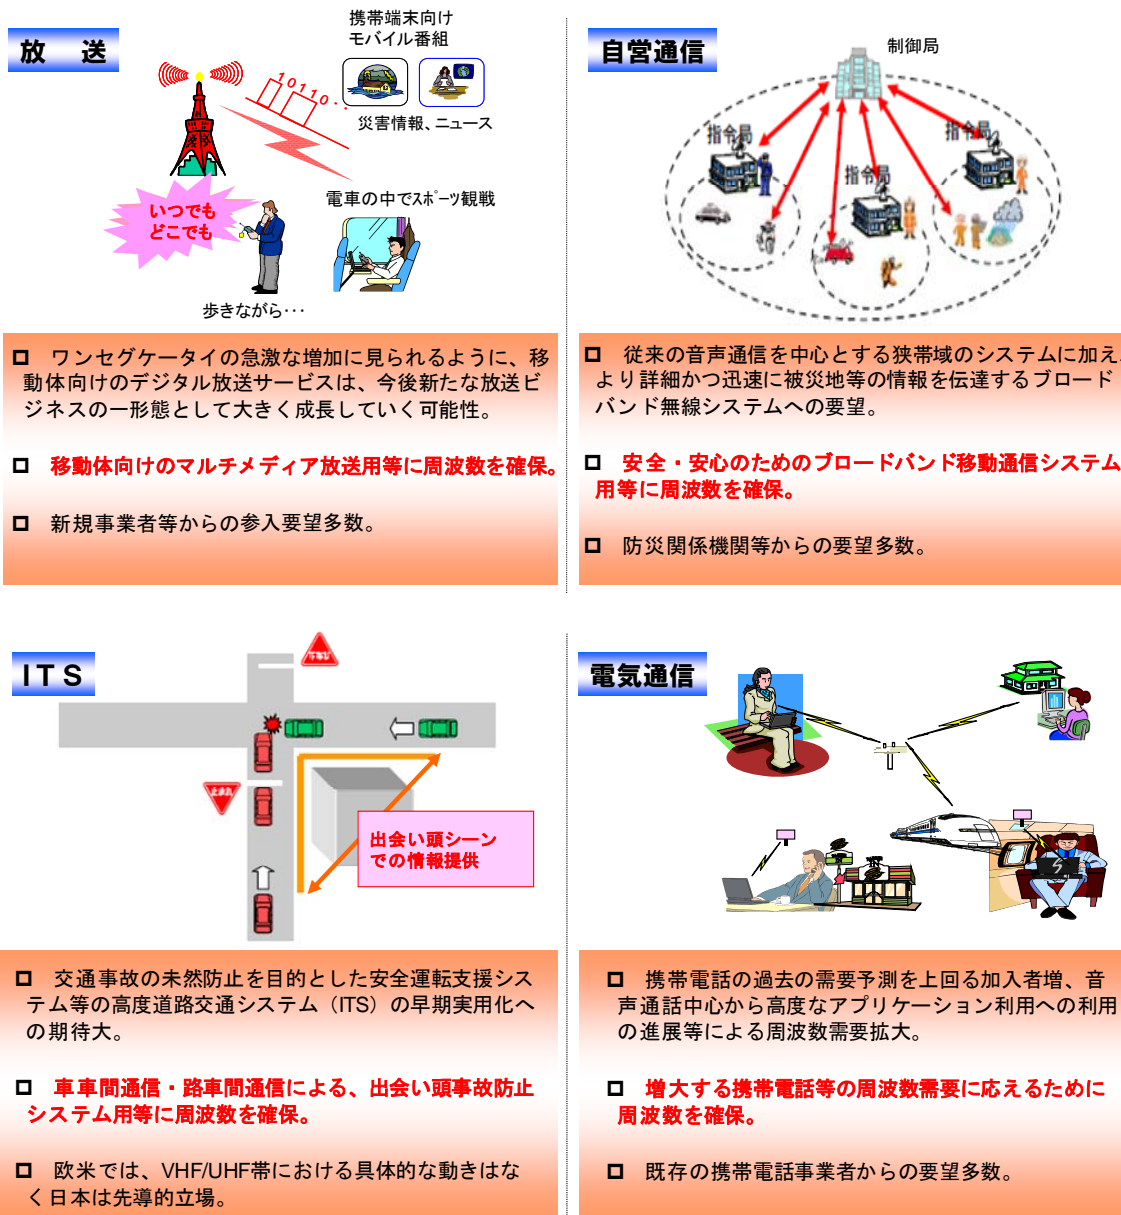 放 送
携帯端末向け
モバイル番組
10110・・
災害情報、ニュース
いつでも
どこでも
電車の中でスポーツ観戦
歩きながら・・・
ロ ワンセグケータイの急激な増加に見られるように、移
動体向けのデジタル放送サービスは、今後新たな放送ビ
ジネスの一形態として大きく成長していく可能性。
ロ 移動体向けのマルチメディア放送用等に周波数を確保。
ロ 新規事業者等からの参入要望多数。
自営通信
制御局
指令局
指令局
指令局
ロ 従来の音声通信を中心とする狭帯域のシステムに加え、
より詳細かつ迅速に被災地等の情報を伝達するブロード
バンド無線システムへの要望。
ロ 安全・安心のためのブロードバンド移動通信システム
用等に周波数を確保。
ロ 防災関係機関等からの要望多数。
ITS
止まれ
出会い頭シーン
での情報提供
ロ 交通事故の未然防止を目的とした安全運転支援シス
テム等の高度道路交通システム（ITS）の早期実用化へ
の期待大。
ロ 車車間通信・路車間通信による、出会い頭事故防止
システム用等に周波数を確保。
ロ 欧米では、VHF/UHF帯における具体的な動きはな
く日本は先導的立場。
電気通信
ロ 携帯電話の過去の需要予測を上回る加入者増、音
声通話中心から高度なアプリケーション利用への利用
の進展等による周波数需要拡大。
ロ 増大する携帯電話等の周波数需要に応えるために
周波数を確保。
ロ 既存の携帯電話事業者からの要望多数。